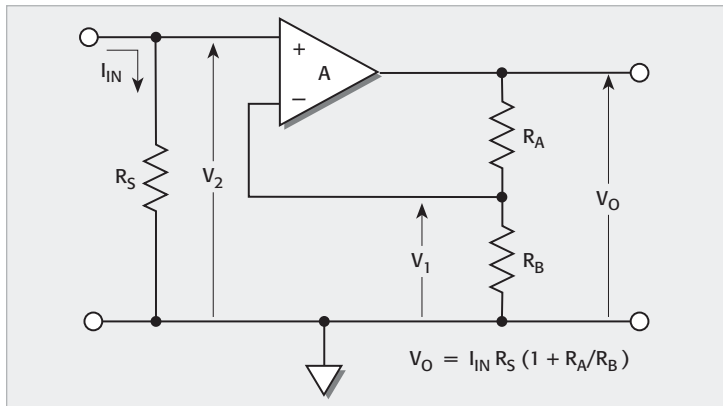 +
A
−
I_IN
R_A
R_S
V_2
V_O
V_1
R_B
V_O = I_IN R_S (1 + R_A/R_B)